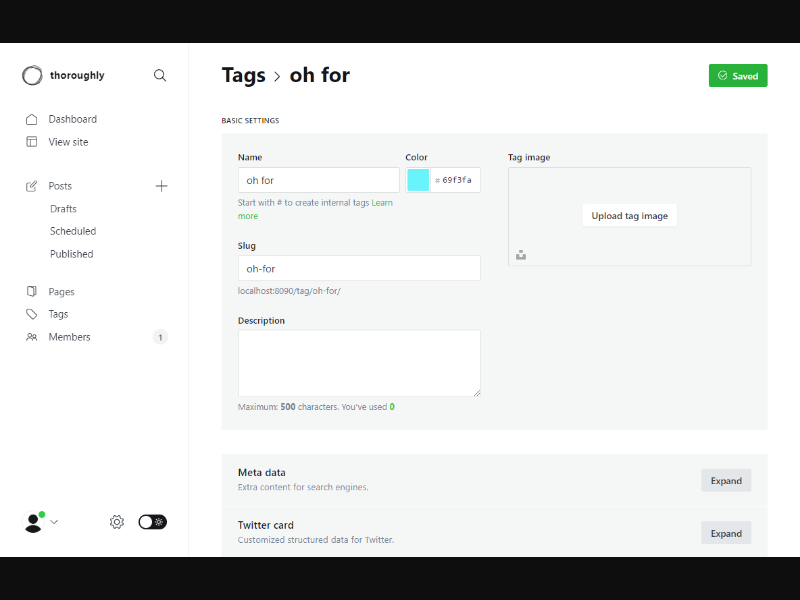 thoroughly
Dashboard
View site
Posts
Drafts
Scheduled
Published
Pages
Tags
Members 1
Tags > oh for
Saved
BASIC SETTINGS
Name
oh for
Start with # to create internal tags Learn
more
Color
# 69f3fa
Slug
oh-for
localhost:8090/tag/oh-for/
Description
Maximum: 500 characters. You've used 0
Tag image
Upload tag image
Meta data
Extra content for search engines.
Expand
Twitter card
Customized structured data for Twitter.
Expand